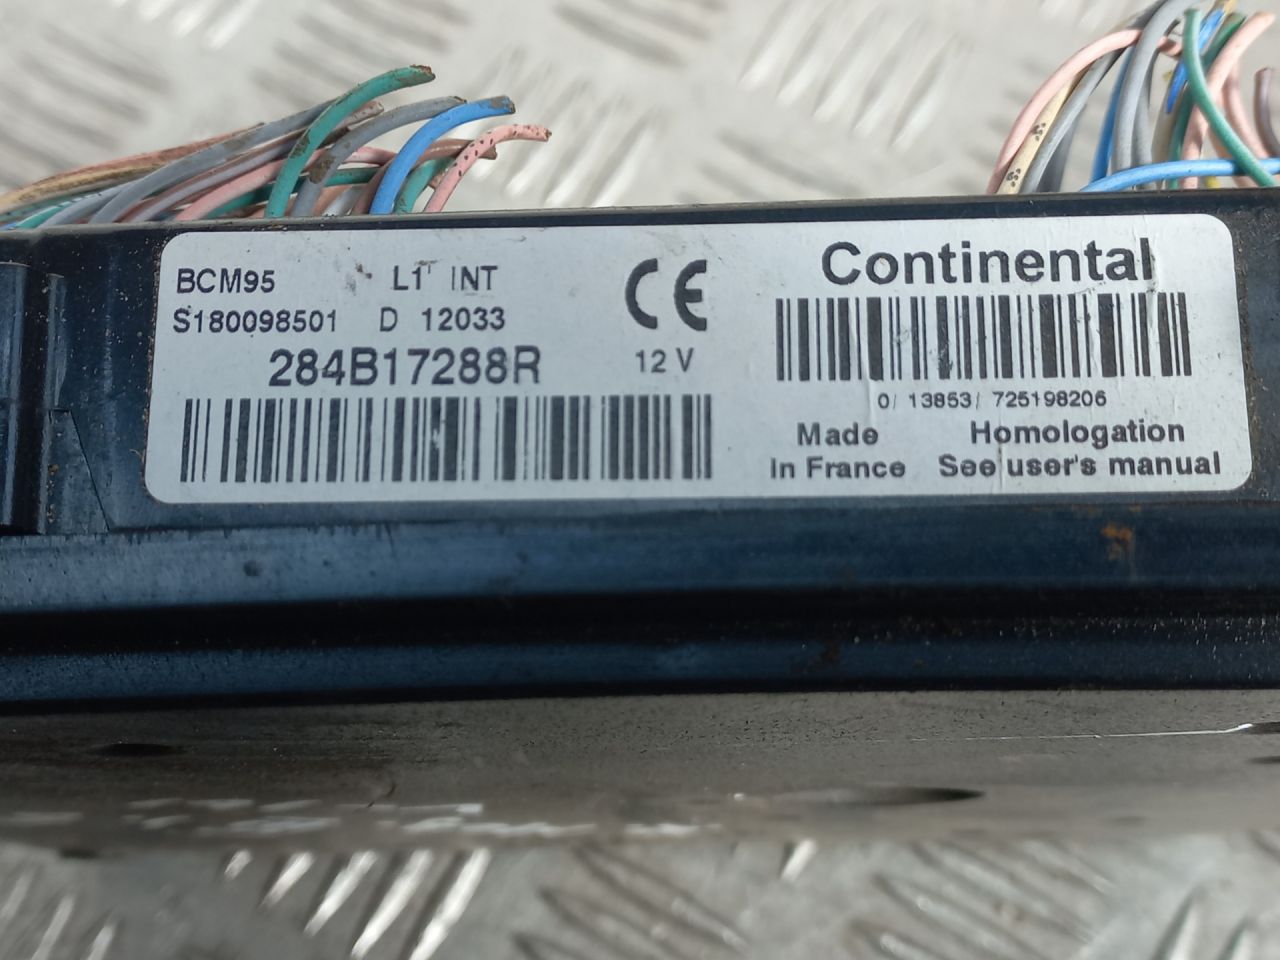 BCM95 L1 INT
S180098501 D 12033
284B17288R
CE
12 V
Continental
0/ 13853/ 725198206
Made
in France
Homologation
See user's manual